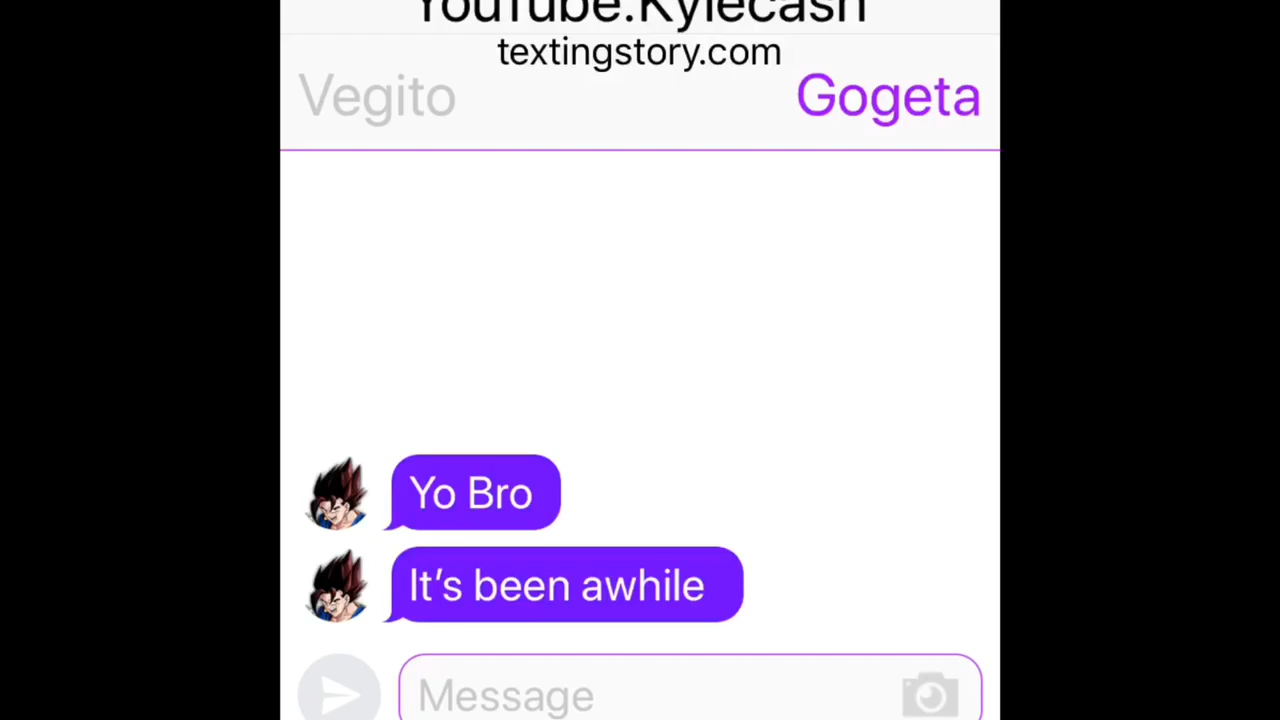 YouTube.Kylecash
textingstory.com
Vegito Gogeta
Yo Bro
It's been awhile
Message